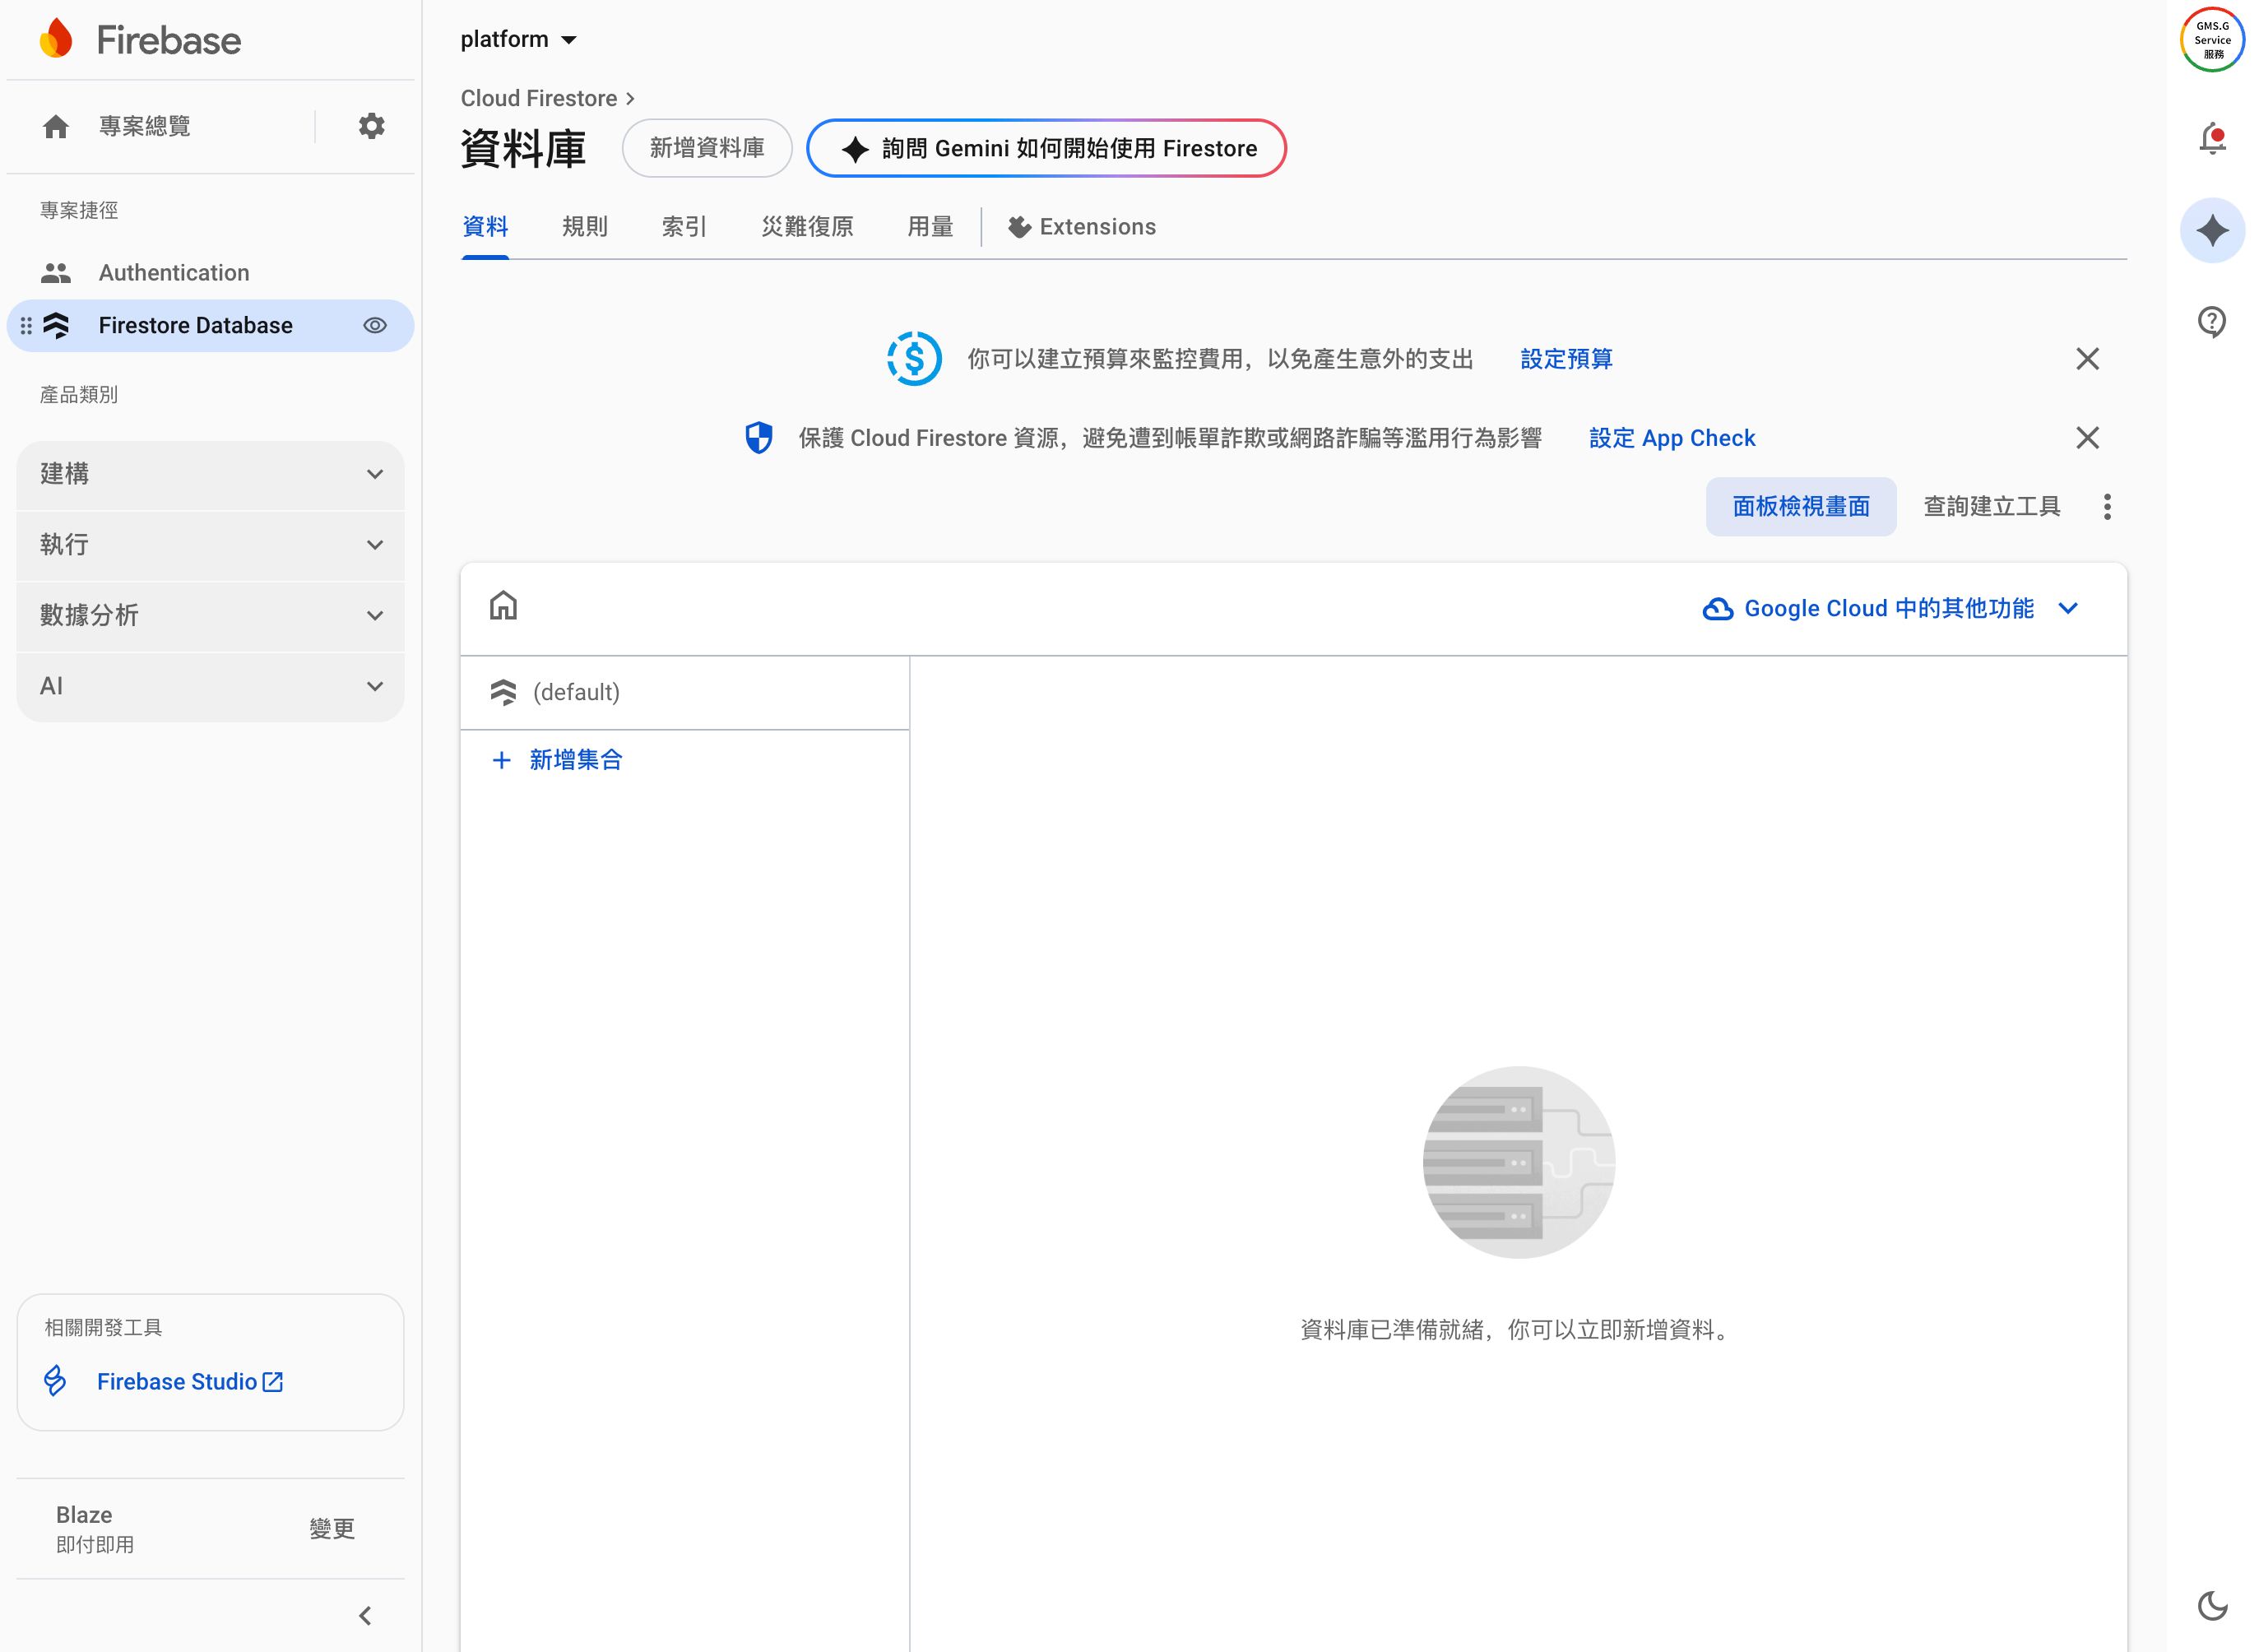 Firebase
專案總覽
專案捷徑
Authentication
Firestore Database
產品類別
建構
執行
數據分析
AI
相關開發工具
Firebase Studio
Blaze
即付即用
變更
platform
Cloud Firestore
資料庫
新增資料庫
詢問 Gemini 如何開始使用 Firestore
資料
規則
索引
災難復原
用量
Extensions
你可以建立預算來監控費用，以免產生意外的支出
設定預算
保護 Cloud Firestore 資源，避免遭到帳單詐欺或網路詐騙等濫用行為影響
設定 App Check
面板檢視畫面
查詢建立工具
Google Cloud 中的其他功能
(default)
新增集合
資料庫已準備就緒，你可以立即新增資料。
GMS.G
Service
服務